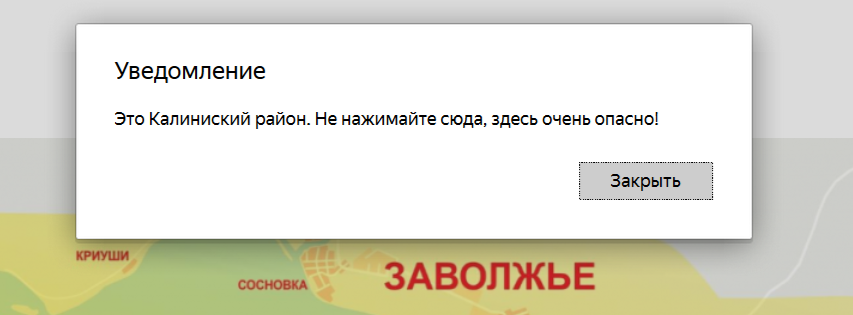 Уведомление
Это Калиниский район. Не нажимайте сюда, здесь очень опасно!
Закрыть
КРИУШИ
СОСНОВКА
ЗАВОЛЖЬЕ